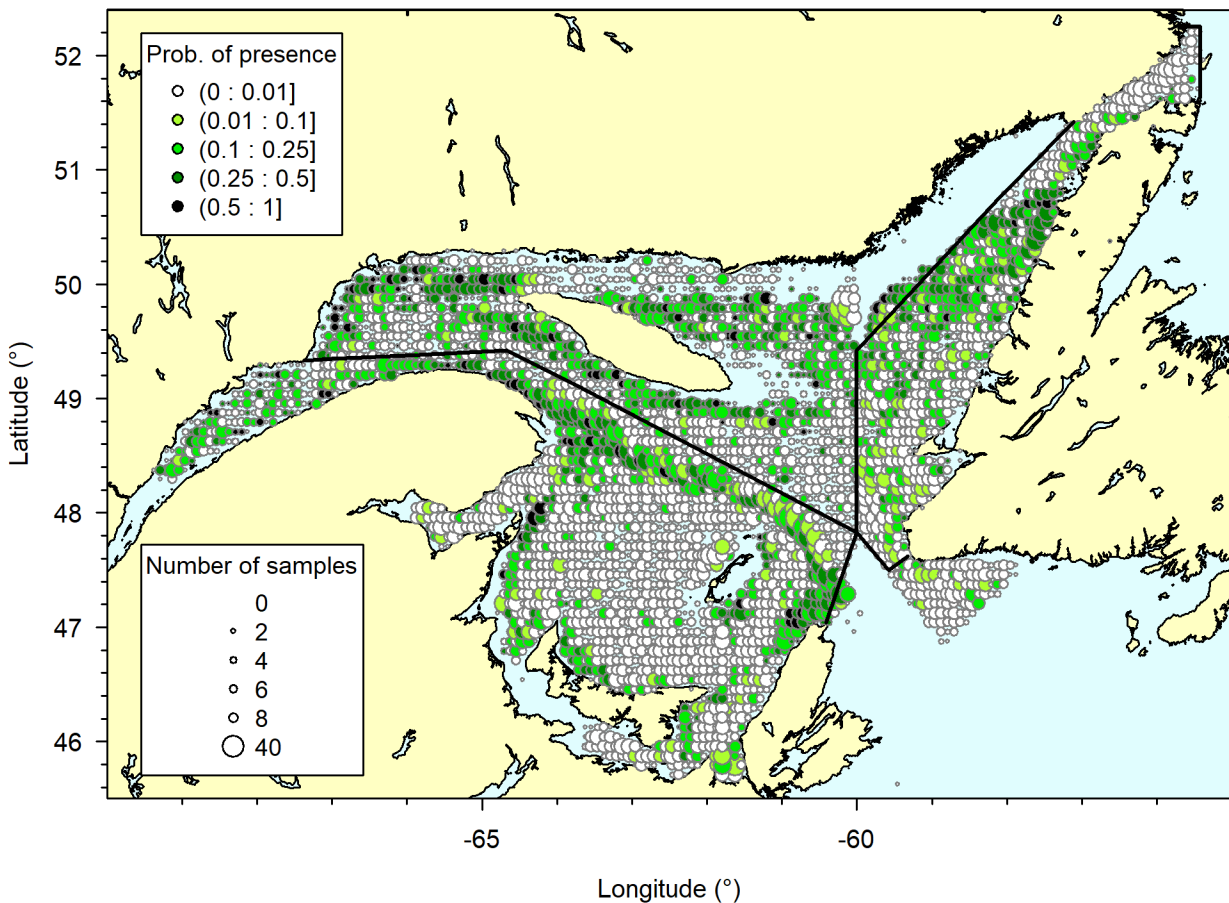 Prob. of presence
(0 : 0.01]
(0.01 : 0.1]
(0.1 : 0.25]
(0.25 : 0.5]
(0.5 : 1]
Number of samples
0
2
4
6
8
40
52
51
50
49
48
47
46
Latitude (°)
-65
-60
Longitude (°)